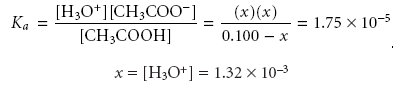 Kₐ = [H₃O⁺][CH₃COO⁻] / [CH₃COOH] = (x)(x) / 0.100 − x = 1.75 × 10⁻⁵.
x = [H₃O⁺] = 1.32 × 10⁻³